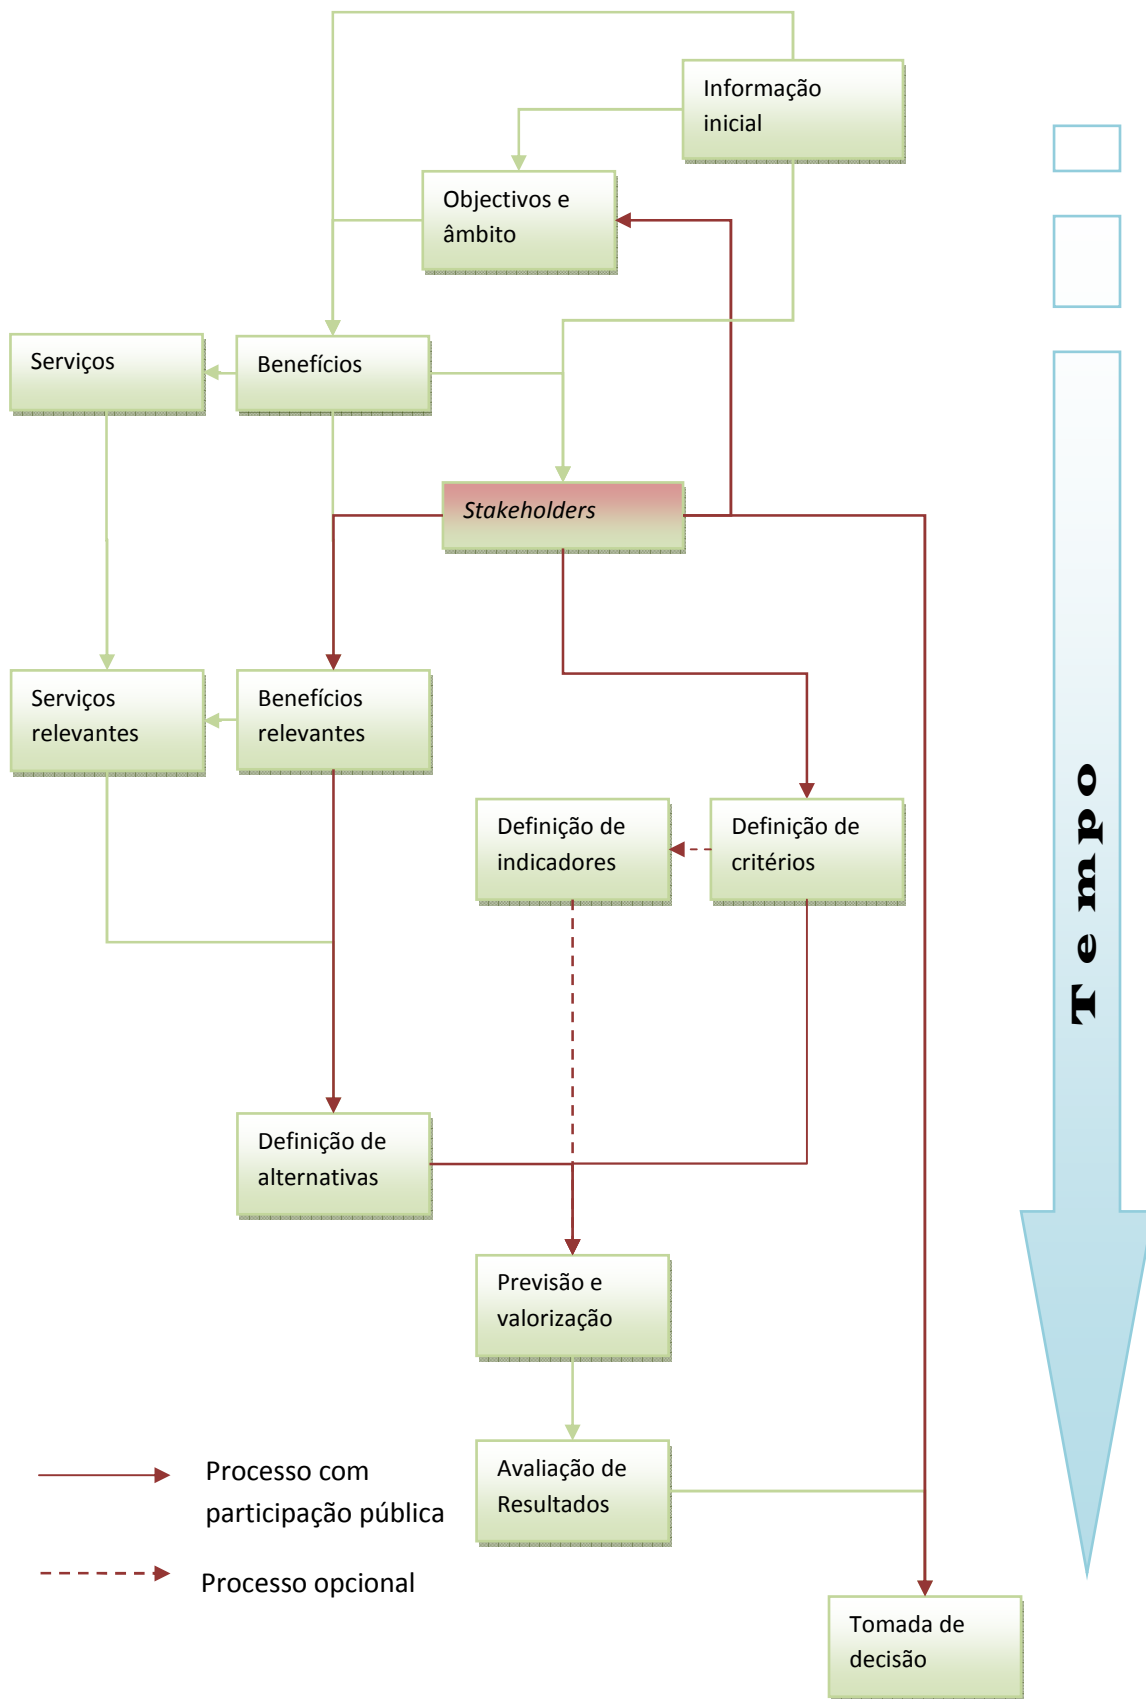 Informação
inicial
Objectivos e
âmbito
Serviços
Benefícios
Stakeholders
Serviços
relevantes
Benefícios
relevantes
Definição de
indicadores
Definição de
critérios
Tempo
Definição de
alternativas
Previsão e
valorização
Avaliação de
Resultados
Processo com
participação pública
Processo opcional
Tomada de
decisão